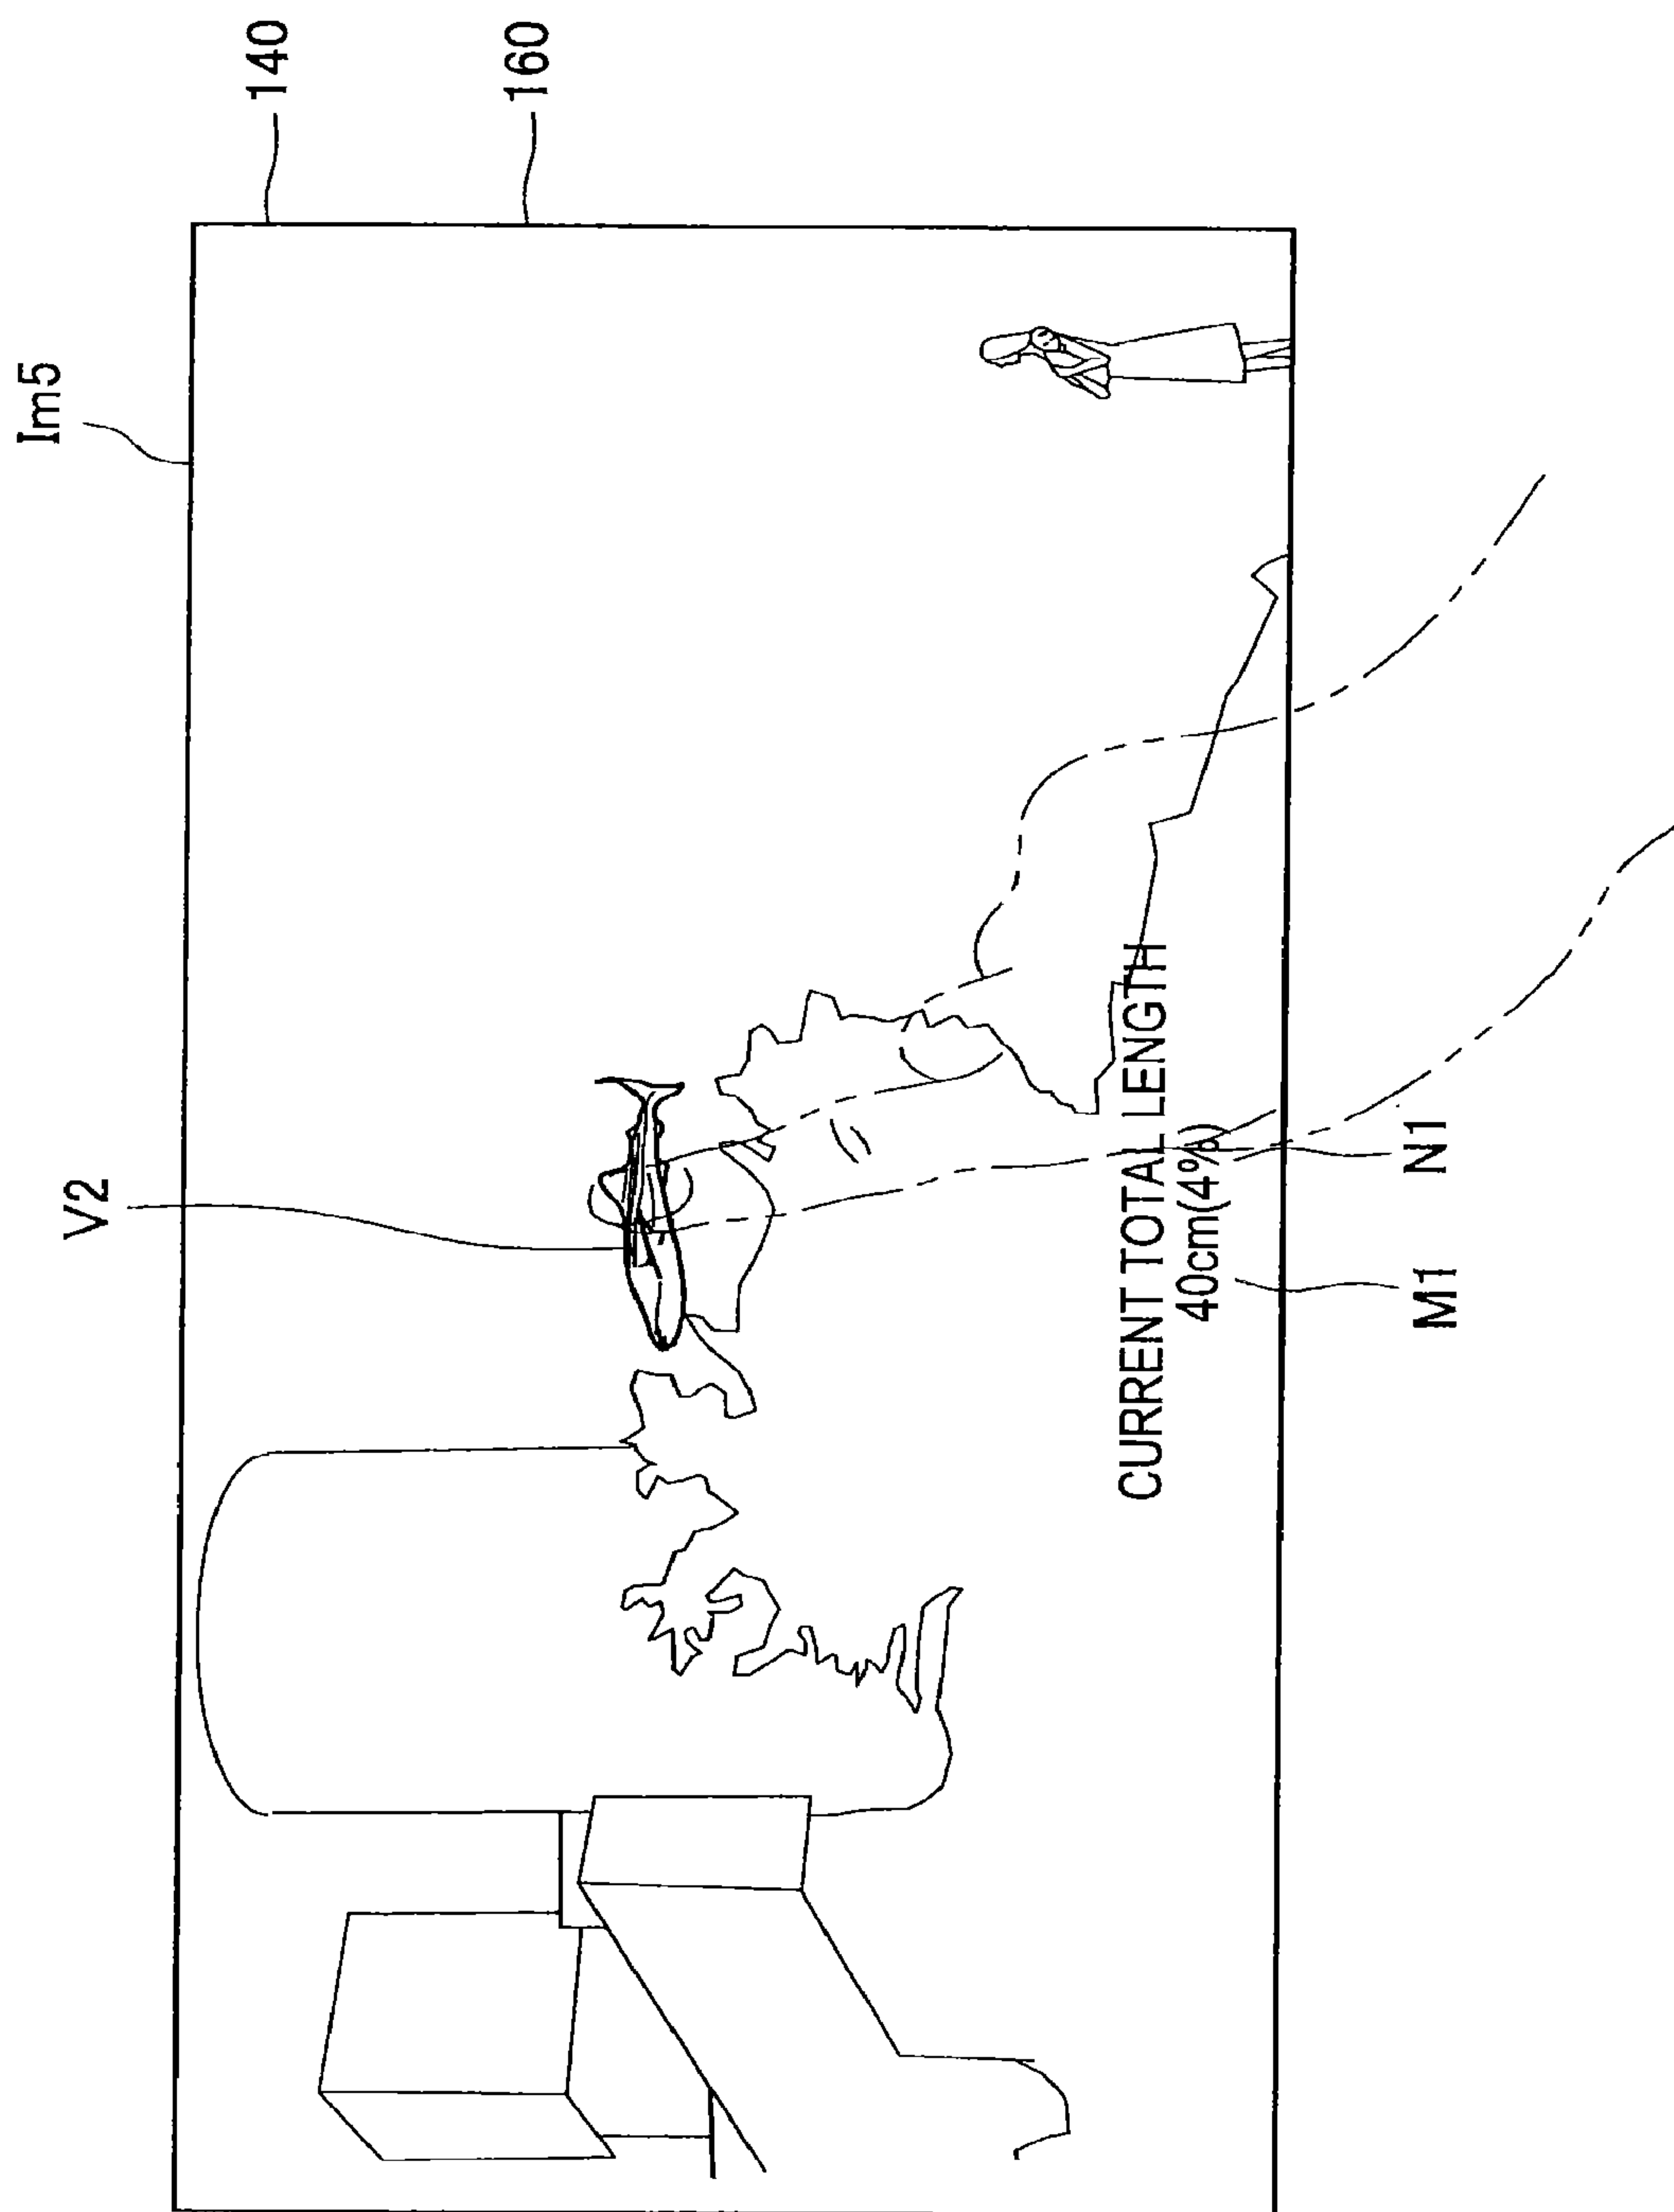 Im5
140
160
V2
CURRENT TOTAL LENGTH
40cm(4%)
M1
N1